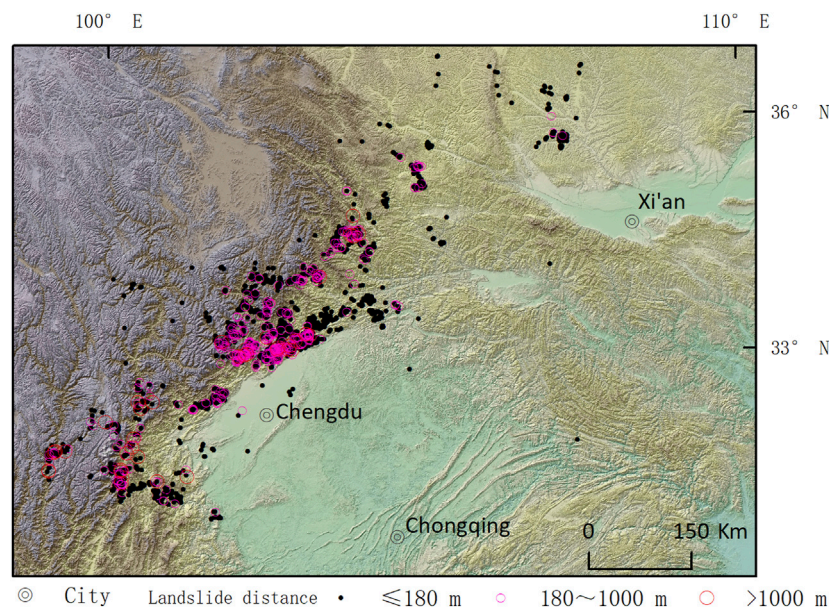 100° E 110° E
36° N
Xi'an
33° N
Chengdu
Chongqing
0 150 Km
City Landslide distance ≤180 m 180～1000 m >1000 m